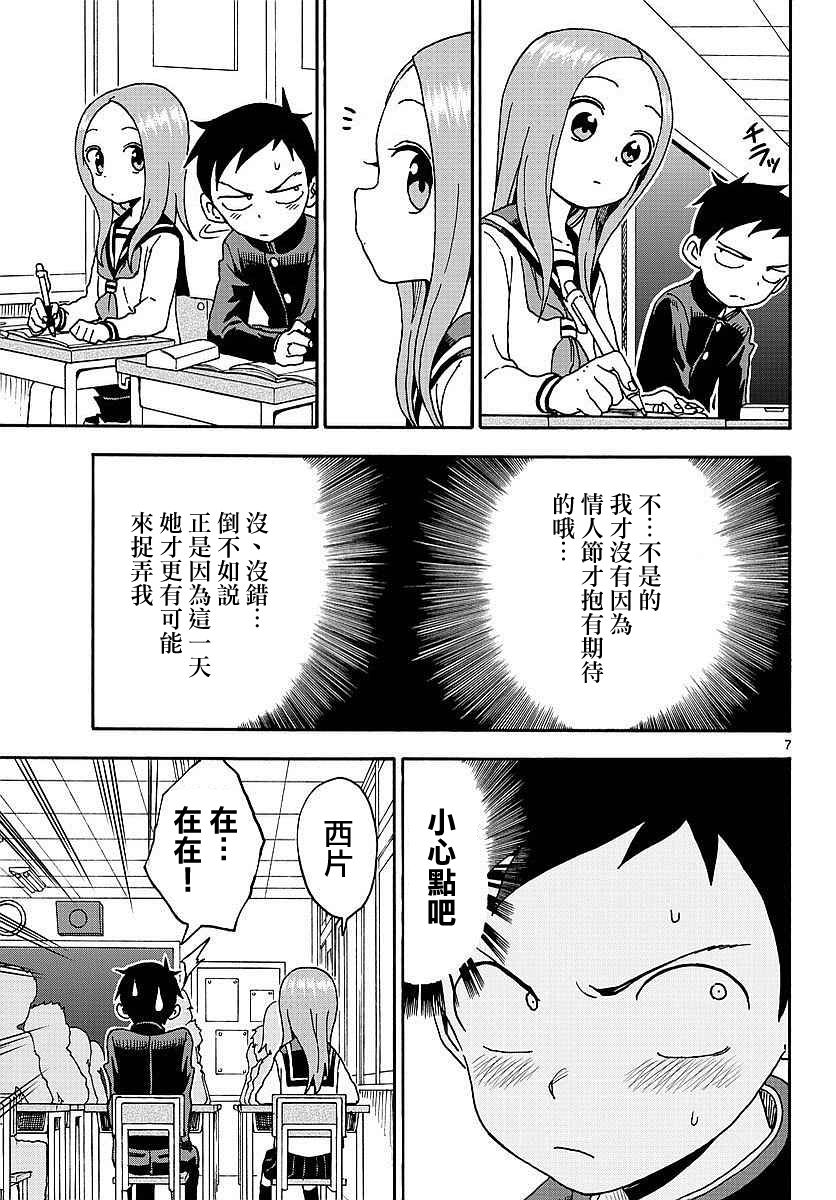 チラッ
不…不是的
我才沒有因為
情人節才抱有期待
的哦…
沒、沒錯…
倒不如說
正是因為這一天
她才更有可能
來捉弄我
7
小心點吧
西片
在…
在在！